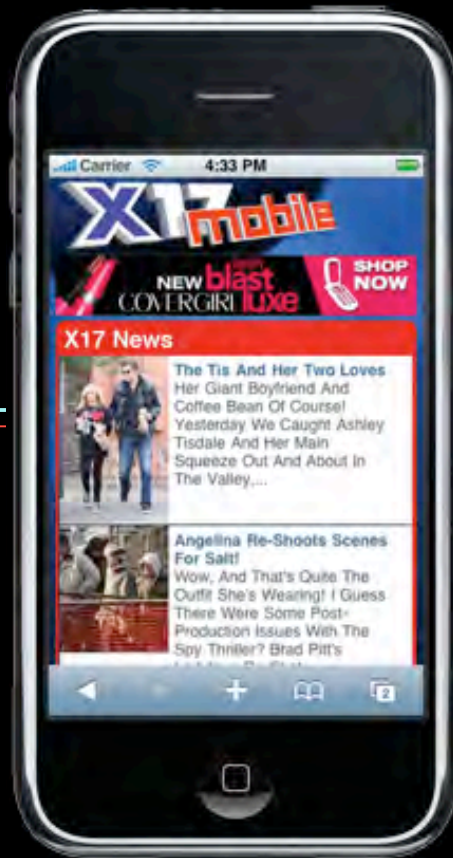 Carrier 4:33 PM
X17 mobile
NEW blast
COVERGIRL luxe
SHOP
NOW
X17 News
The Tis And Her Two Loves
Her Giant Boyfriend And
Coffee Bean Of Course!
Yesterday We Caught Ashley
Tisdale And Her Main
Squeeze Out And About In
The Valley,...
Angelina Re-Shoots Scenes
For Salt!
Wow, And That's Quite The
Outfit She's Wearing! I Guess
There Were Some Post-
Production Issues With The
Spy Thriller? Brad Pitt's
2